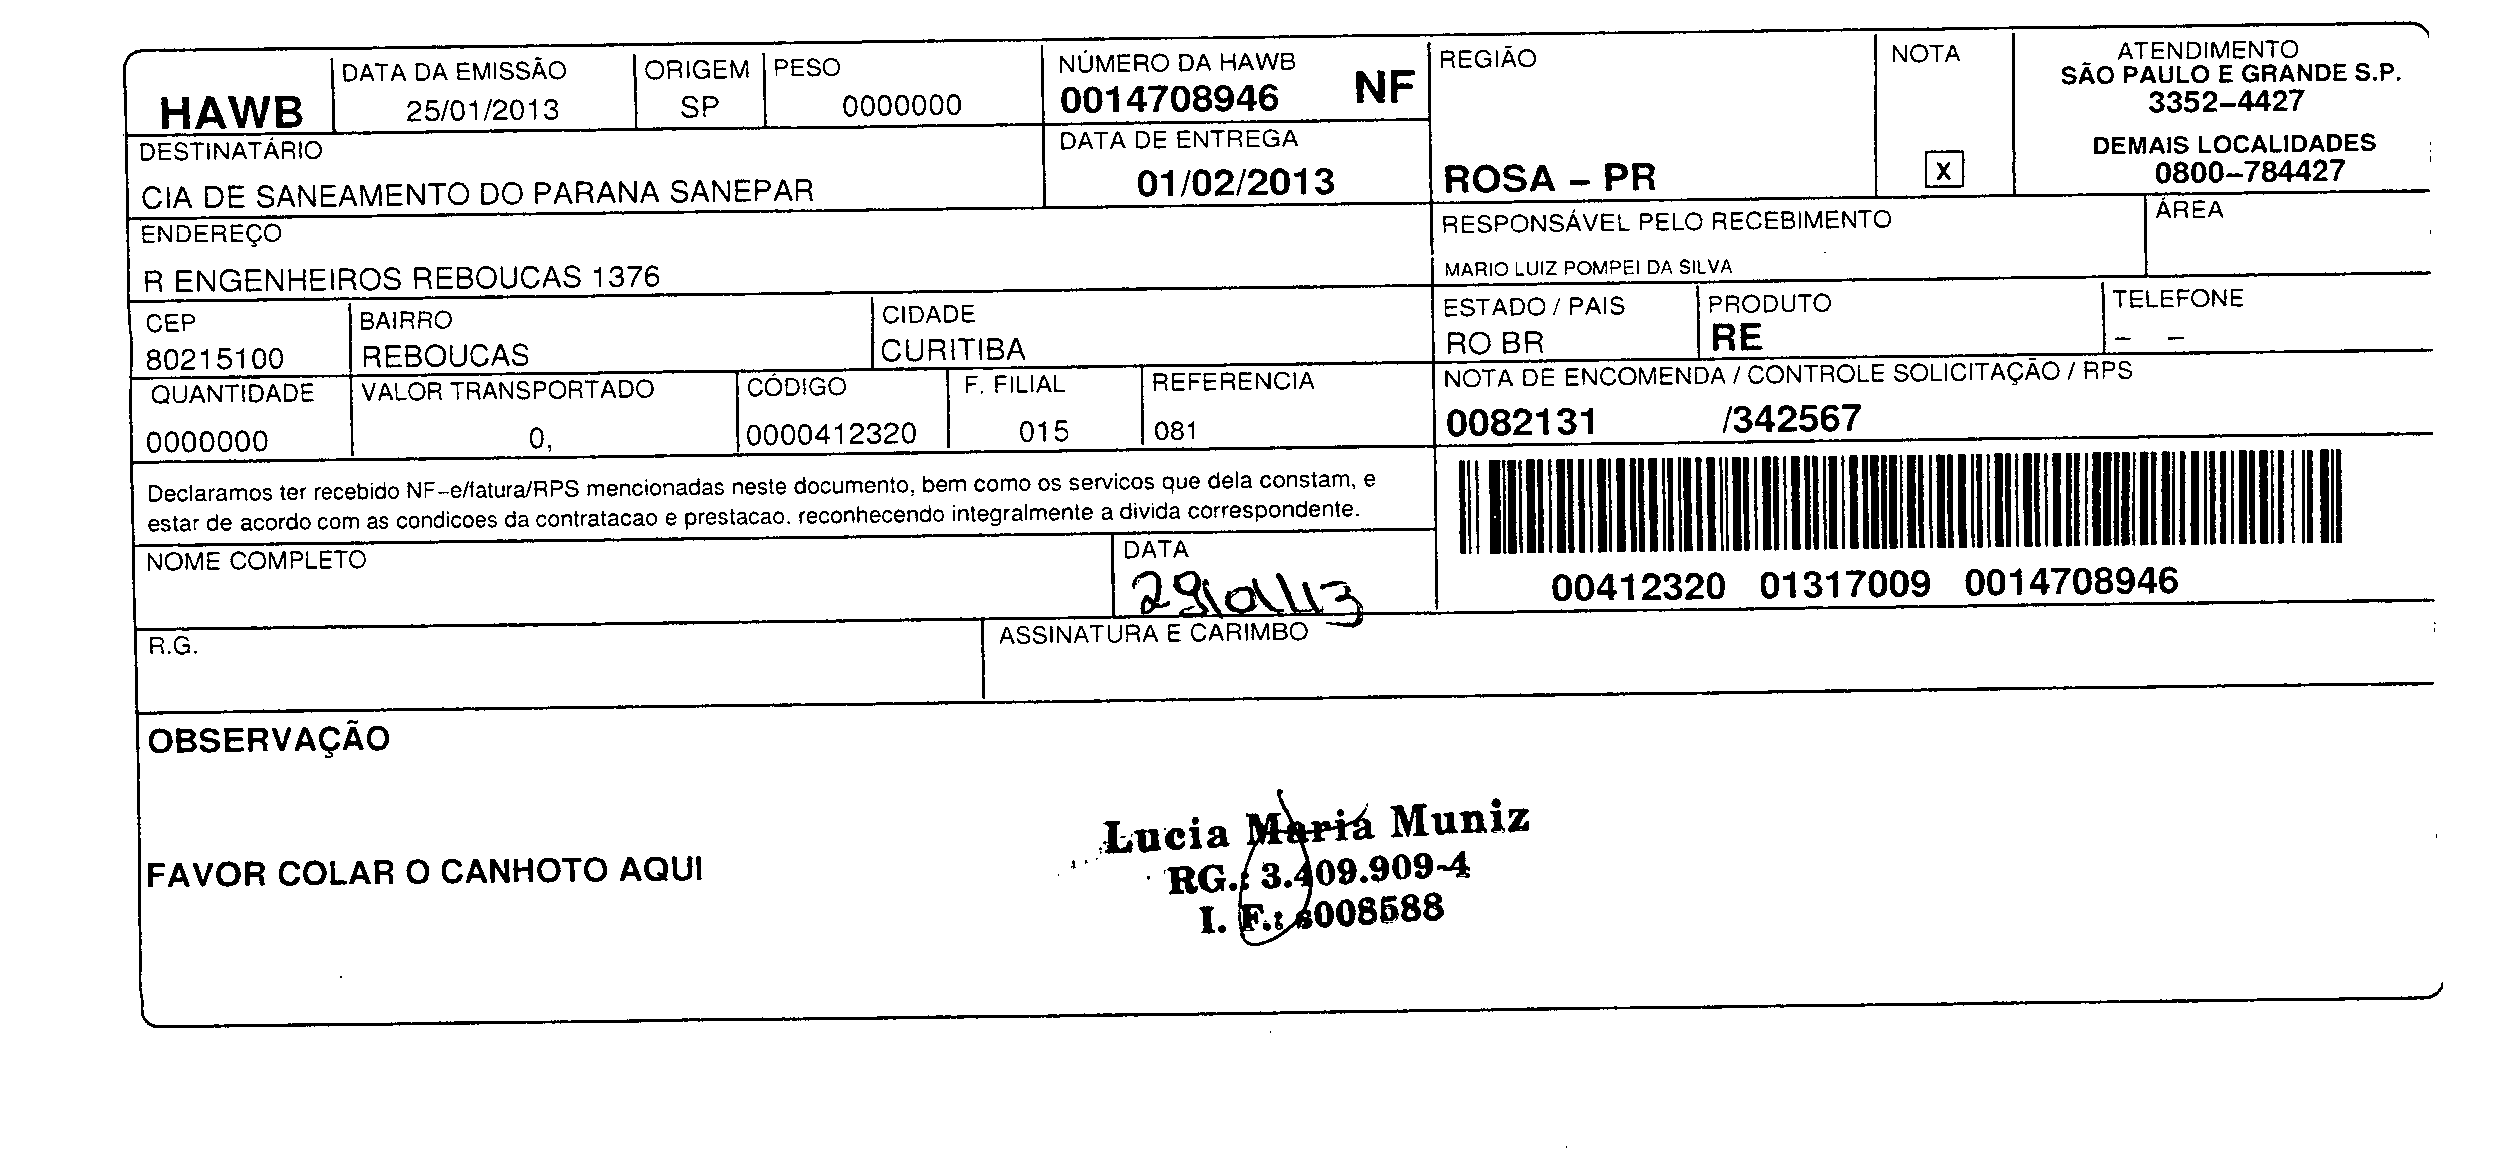 HAWB
DATA DA EMISSÃO
25/01/2013
ORIGEM
SP
PESO
0000000
NÚMERO DA HAWB
0014708946 NF
DATA DE ENTREGA
01/02/2013
REGIÃO
ROSA – PR
NOTA
X
ATENDIMENTO
SÃO PAULO E GRANDE S.P.
3352–4427
DEMAIS LOCALIDADES
0800–784427
DESTINATÁRIO
CIA DE SANEAMENTO DO PARANA SANEPAR
ENDEREÇO
R ENGENHEIROS REBOUCAS 1376
RESPONSÁVEL PELO RECEBIMENTO
MARIO LUIZ POMPEI DA SILVA
ÁREA
CEP
80215100
BAIRRO
REBOUCAS
CIDADE
CURITIBA
ESTADO / PAIS
RO BR
PRODUTO
RE
TELEFONE
– –
QUANTIDADE
0000000
VALOR TRANSPORTADO
0,
CÓDIGO
0000412320
F. FILIAL
015
REFERENCIA
081
NOTA DE ENCOMENDA / CONTROLE SOLICITAÇÃO / RPS
0082131 /342567
Declaramos ter recebido NF–e/fatura/RPS mencionadas neste documento, bem como os servicos que dela constam, e
estar de acordo com as condicoes da contratacao e prestacao. reconhecendo integralmente a divida correspondente.
00412320 01317009 0014708946
NOME COMPLETO
DATA
29/01/13
R.G.
ASSINATURA E CARIMBO
OBSERVAÇÃO
FAVOR COLAR O CANHOTO AQUI
Lucia Maria Muniz
RG.: 3.409.909-4
I. F.: 008588